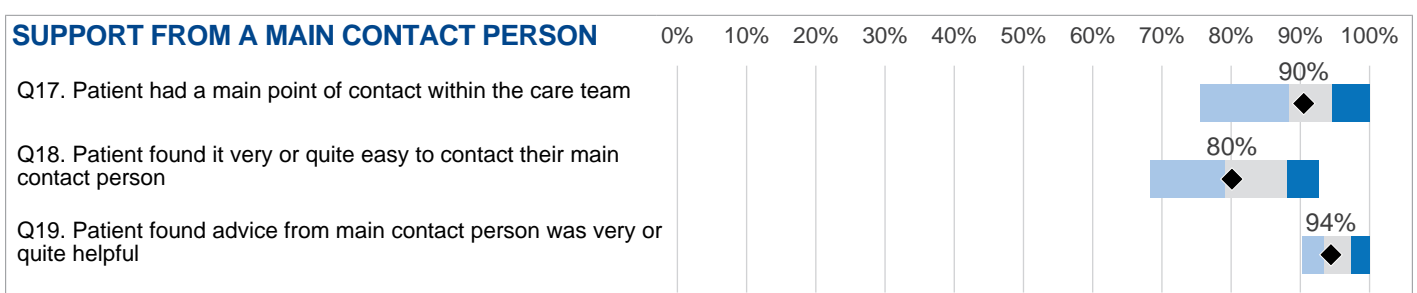 SUPPORT FROM A MAIN CONTACT PERSON 0% 10% 20% 30% 40% 50% 60% 70% 80% 90% 100%
90%
Q17. Patient had a main point of contact within the care team
80%
Q18. Patient found it very or quite easy to contact their main
contact person
94%
Q19. Patient found advice from main contact person was very or
quite helpful